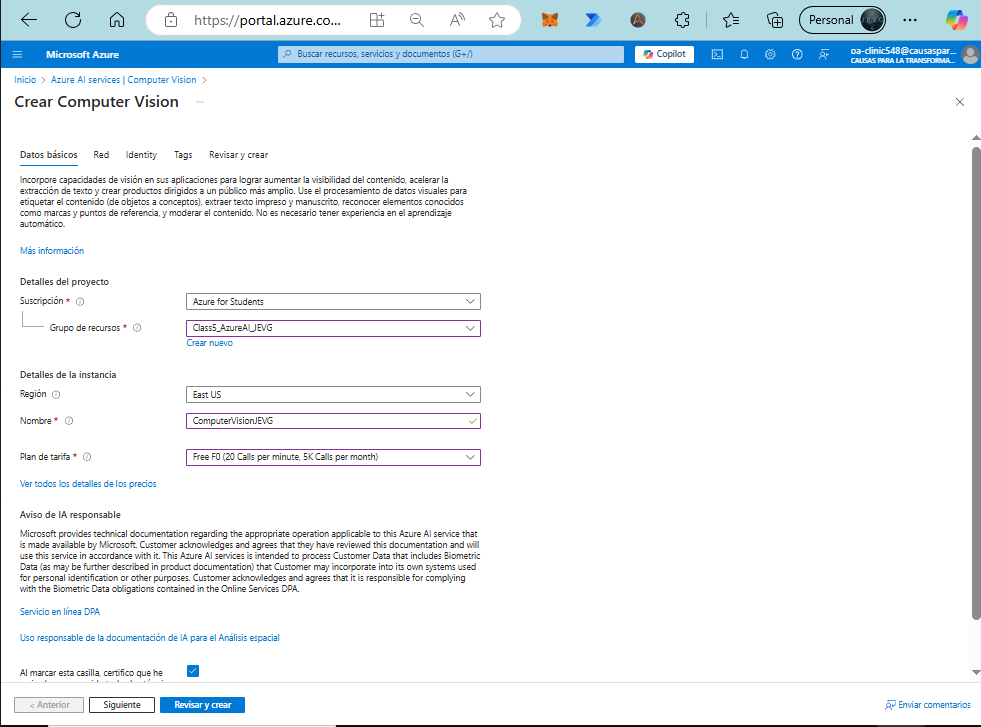 https://portal.azure.co...
Personal
Microsoft Azure
Buscar recursos, servicios y documentos (G+/)
Copilot
oa-clinic548@causaspar...
CAUSAS PARA LA TRANSFORMA...
Inicio > Azure AI services | Computer Vision >
Crear Computer Vision ...
Datos básicos Red Identity Tags Revisar y crear
Incorpore capacidades de visión en sus aplicaciones para lograr aumentar la visibilidad del contenido, acelerar la
extracción de texto y crear productos dirigidos a un público más amplio. Use el procesamiento de datos visuales para
etiquetar el contenido (de objetos a conceptos), extraer texto impreso y manuscrito, reconocer elementos conocidos
como marcas y puntos de referencia, y moderar el contenido. No es necesario tener experiencia en el aprendizaje
automático.
Más información
Detalles del proyecto
Suscripción * Azure for Students
Grupo de recursos * Class5_AzureAI_JEVG
Crear nuevo
Detalles de la instancia
Región East US
Nombre * ComputerVisionJEVG
Plan de tarifa * Free F0 (20 Calls per minute, 5K Calls per month)
Ver todos los detalles de los precios
Aviso de IA responsable
Microsoft provides technical documentation regarding the appropriate operation applicable to this Azure AI service that
is made available by Microsoft. Customer acknowledges and agrees that they have reviewed this documentation and will
use this service in accordance with it. This Azure AI services is intended to process Customer Data that includes Biometric
Data (as may be further described in product documentation) that Customer may incorporate into its own systems used
for personal identification or other purposes. Customer acknowledges and agrees that it is responsible for complying
with the Biometric Data obligations contained in the Online Services DPA.
Servicio en línea DPA
Uso responsable de la documentación de IA para el Análisis espacial
Al marcar esta casilla, certifico que he
< Anterior Siguiente Revisar y crear Enviar comentarios